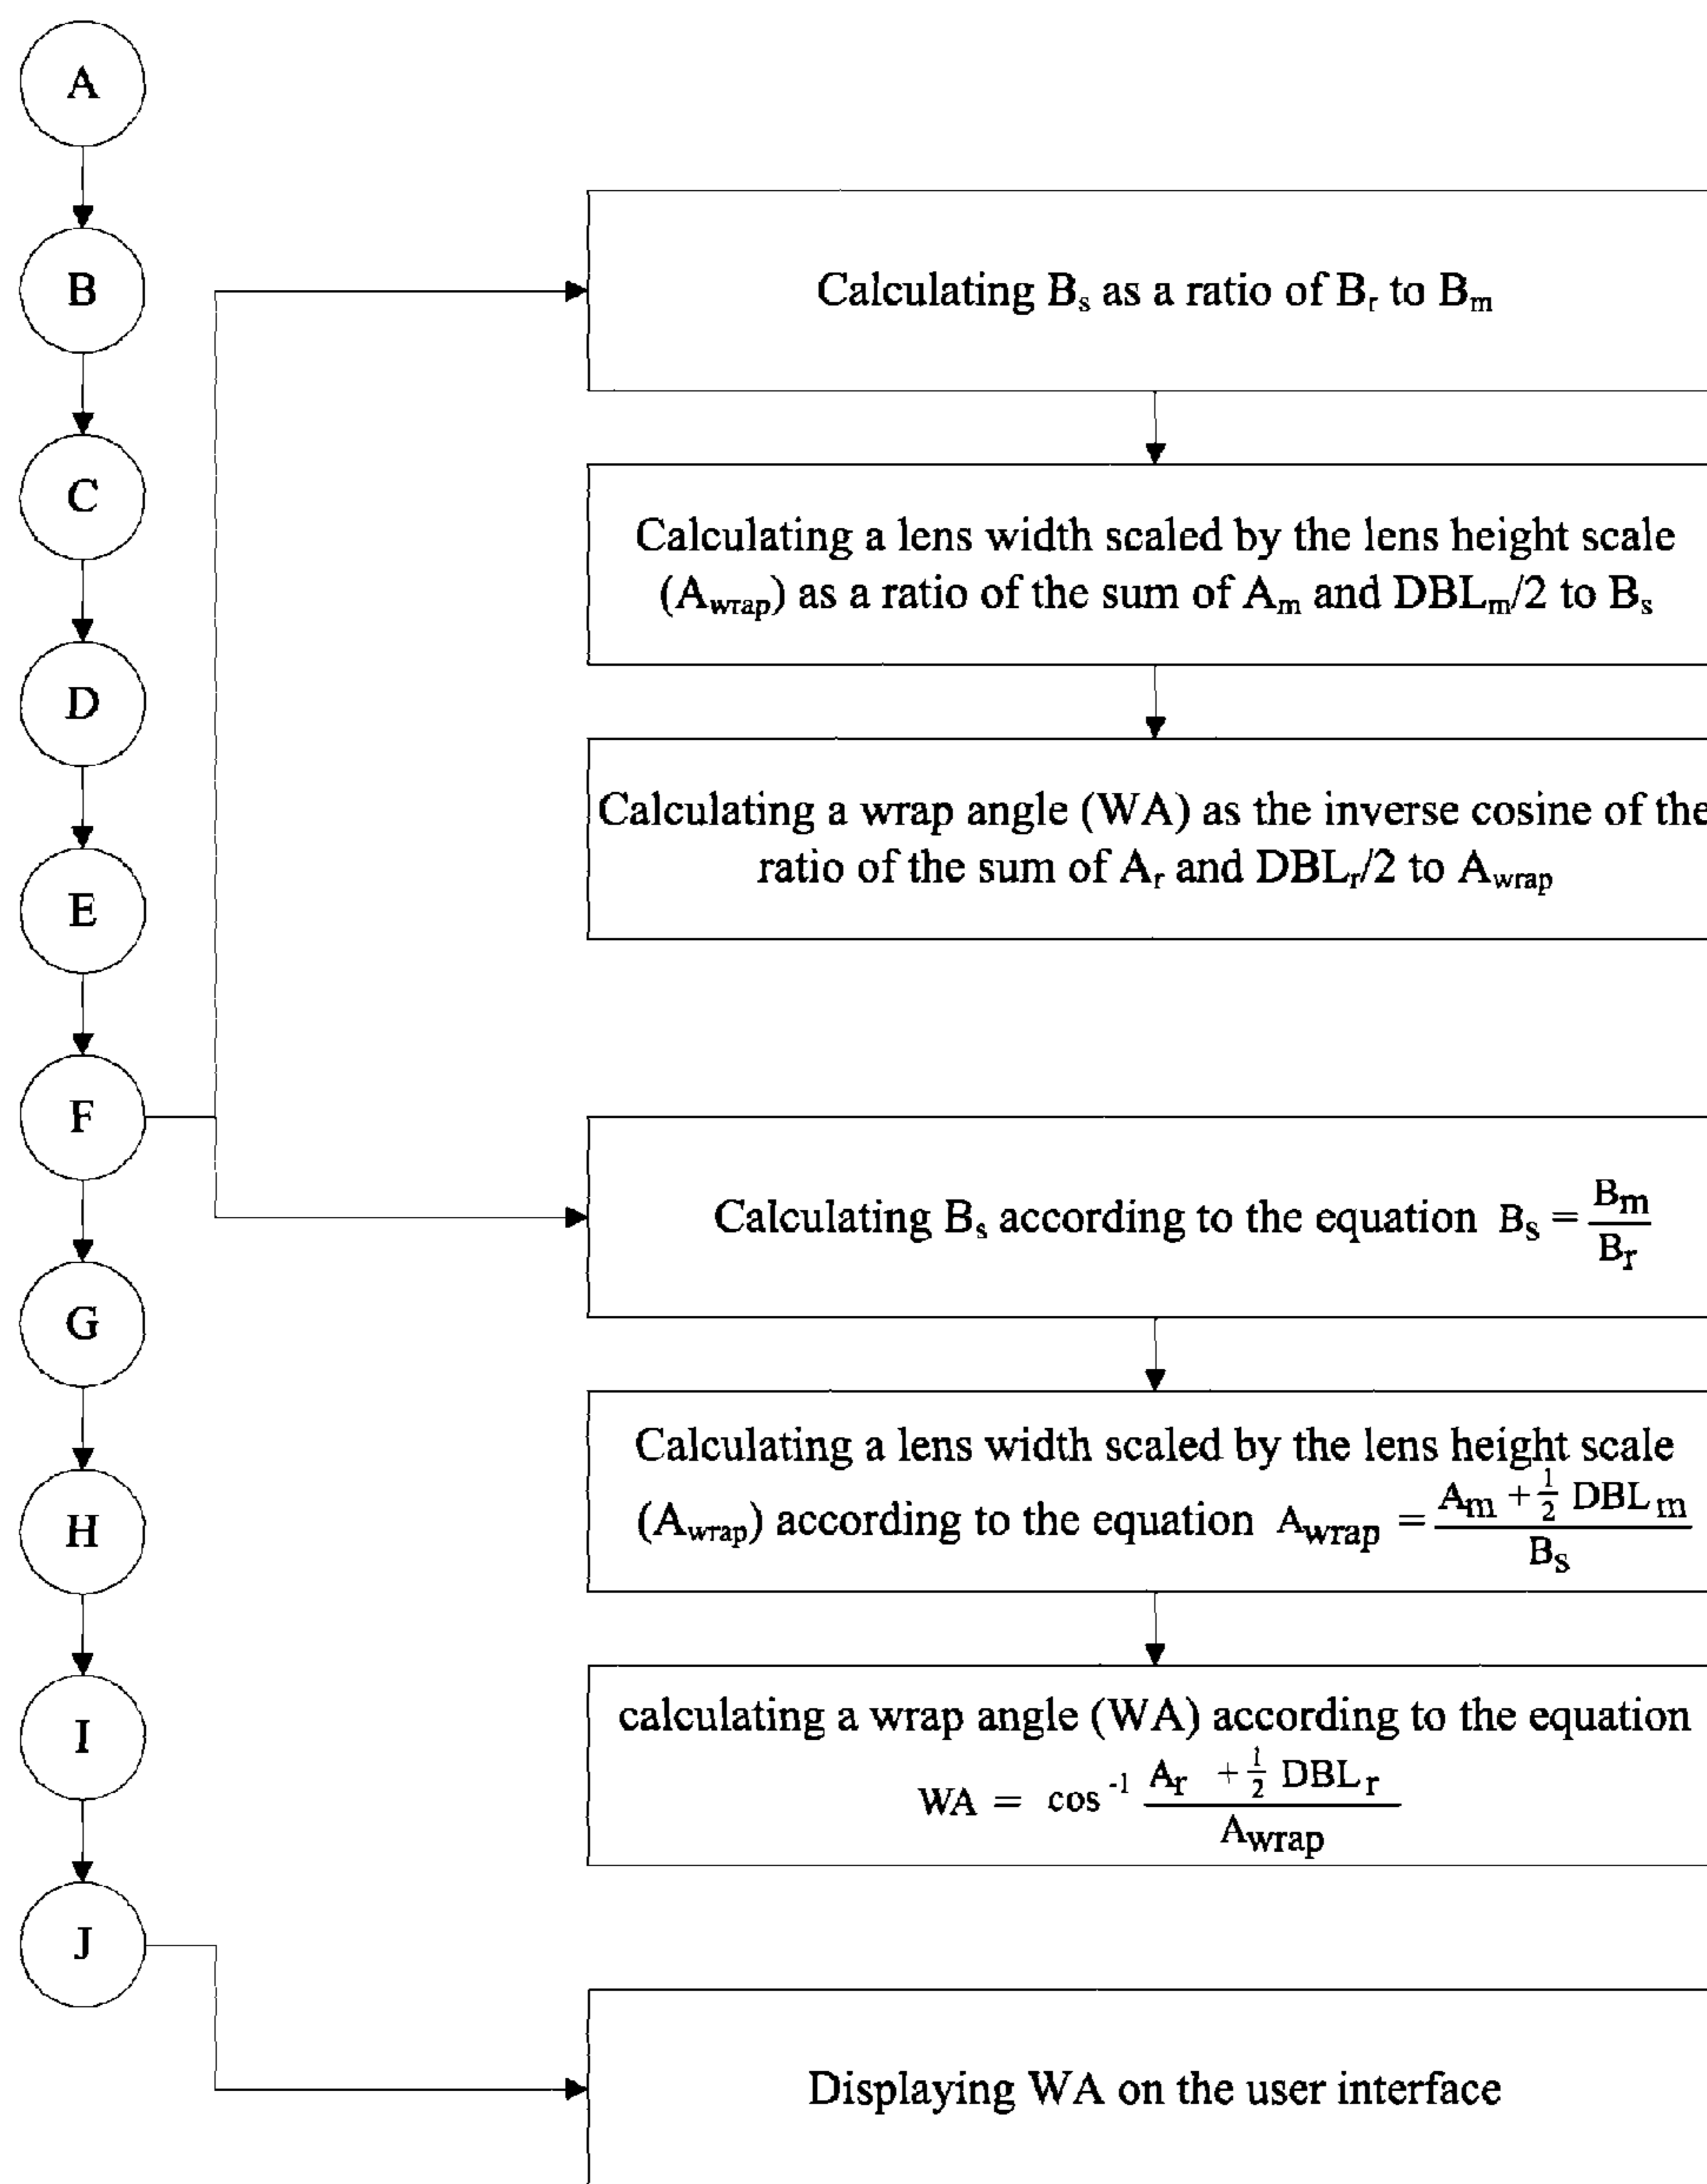 A
B
C
D
E
F
G
H
I
J
Calculating Bₛ as a ratio of Bᵣ to Bₘ
Calculating a lens width scaled by the lens height scale
(A_wrap) as a ratio of the sum of Aₘ and DBLₘ/2 to Bₛ
Calculating a wrap angle (WA) as the inverse cosine of the
ratio of the sum of Aᵣ and DBLᵣ/2 to A_wrap
Calculating Bₛ according to the equation Bₛ = Bₘ / Bᵣ
Calculating a lens width scaled by the lens height scale
(A_wrap) according to the equation A_wrap = (Aₘ + ½ DBLₘ) / Bₛ
calculating a wrap angle (WA) according to the equation
WA = cos⁻¹ (Aᵣ + ½ DBLᵣ) / A_wrap
Displaying WA on the user interface